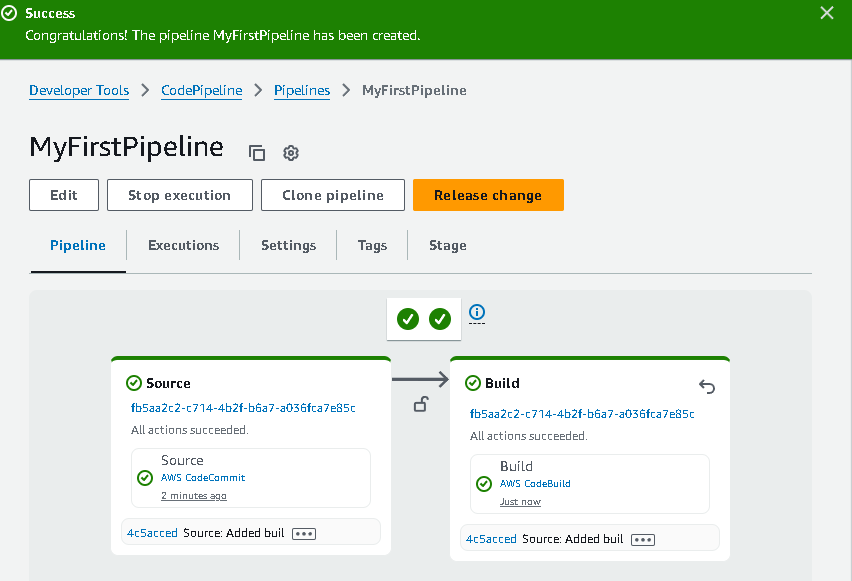 Success
Congratulations! The pipeline MyFirstPipeline has been created.
Developer Tools > CodePipeline > Pipelines > MyFirstPipeline
MyFirstPipeline
Edit Stop execution Clone pipeline Release change
Pipeline Executions Settings Tags Stage
Source
fb5aa2c2-c714-4b2f-b6a7-a036fca7e85c
All actions succeeded.
Source
AWS CodeCommit
2 minutes ago
4c5acced Source: Added buil
Build
fb5aa2c2-c714-4b2f-b6a7-a036fca7e85c
All actions succeeded.
Build
AWS CodeBuild
Just now
4c5acced Source: Added buil